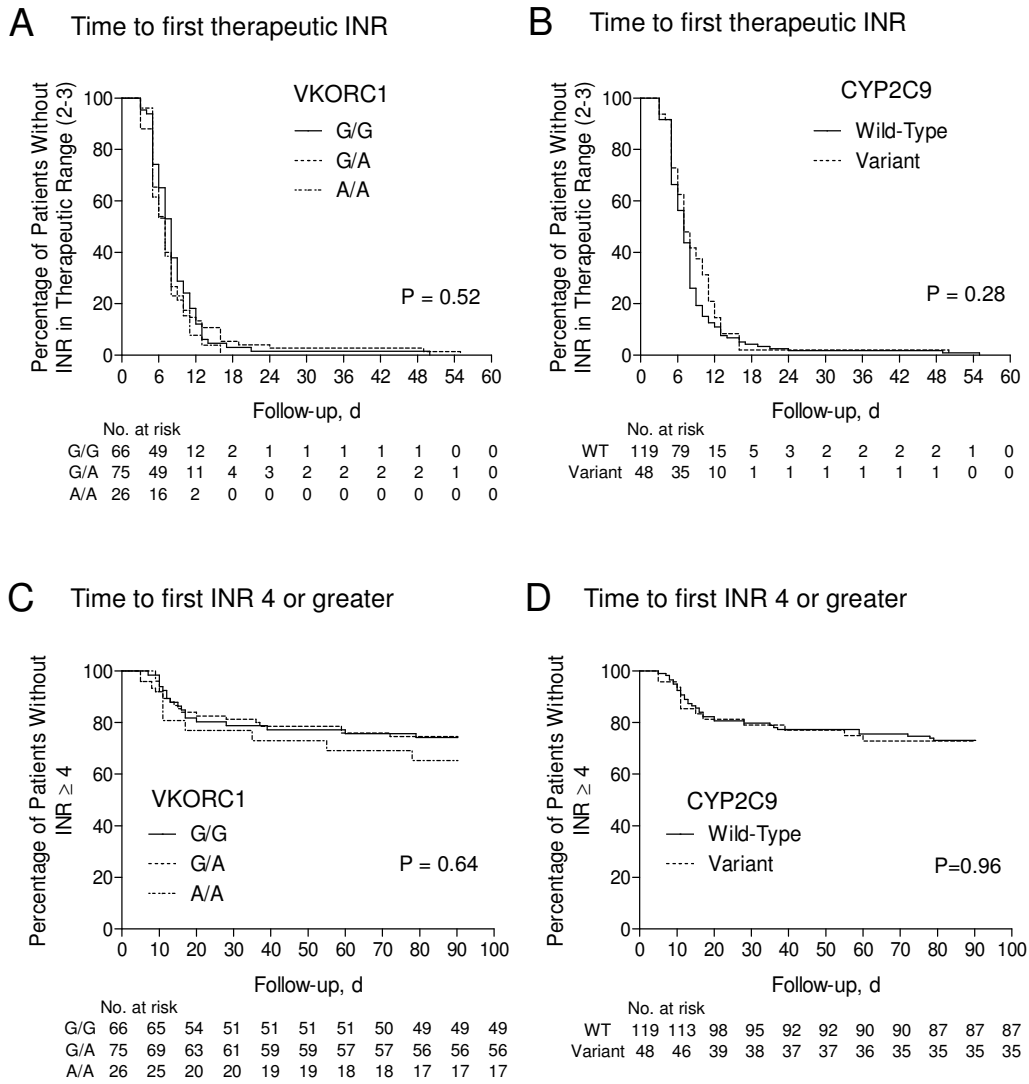 A Time to first therapeutic INR
Percentage of Patients Without
INR in Therapeutic Range (2-3)
100
80
60
40
20
0
VKORC1
G/G
G/A
A/A
P = 0.52
0 6 12 18 24 30 36 42 48 54 60
Follow-up, d
No. at risk
G/G 66 49 12 2 1 1 1 1 1 0 0
G/A 75 49 11 4 3 2 2 2 2 1 0
A/A 26 16 2 0 0 0 0 0 0 0 0
B Time to first therapeutic INR
Percentage of Patients Without
INR in Therapeutic Range (2-3)
100
80
60
40
20
0
CYP2C9
Wild-Type
Variant
P = 0.28
0 6 12 18 24 30 36 42 48 54 60
Follow-up, d
No. at risk
WT 119 79 15 5 3 2 2 2 2 1 0
Variant 48 35 10 1 1 1 1 1 1 0 0
C Time to first INR 4 or greater
Percentage of Patients Without
INR ≥ 4
100
80
60
40
20
0
VKORC1
G/G
G/A
A/A
P = 0.64
0 10 20 30 40 50 60 70 80 90 100
Follow-up, d
No. at risk
G/G 66 65 54 51 51 51 51 50 49 49 49
G/A 75 69 63 61 59 59 57 57 56 56 56
A/A 26 25 20 20 19 19 18 18 17 17 17
D Time to first INR 4 or greater
Percentage of Patients Without
INR ≥ 4
100
80
60
40
20
0
CYP2C9
Wild-Type
Variant
P=0.96
0 10 20 30 40 50 60 70 80 90 100
Follow-up, d
No. at risk
WT 119 113 98 95 92 92 90 90 87 87 87
Variant 48 46 39 38 37 37 36 35 35 35 35